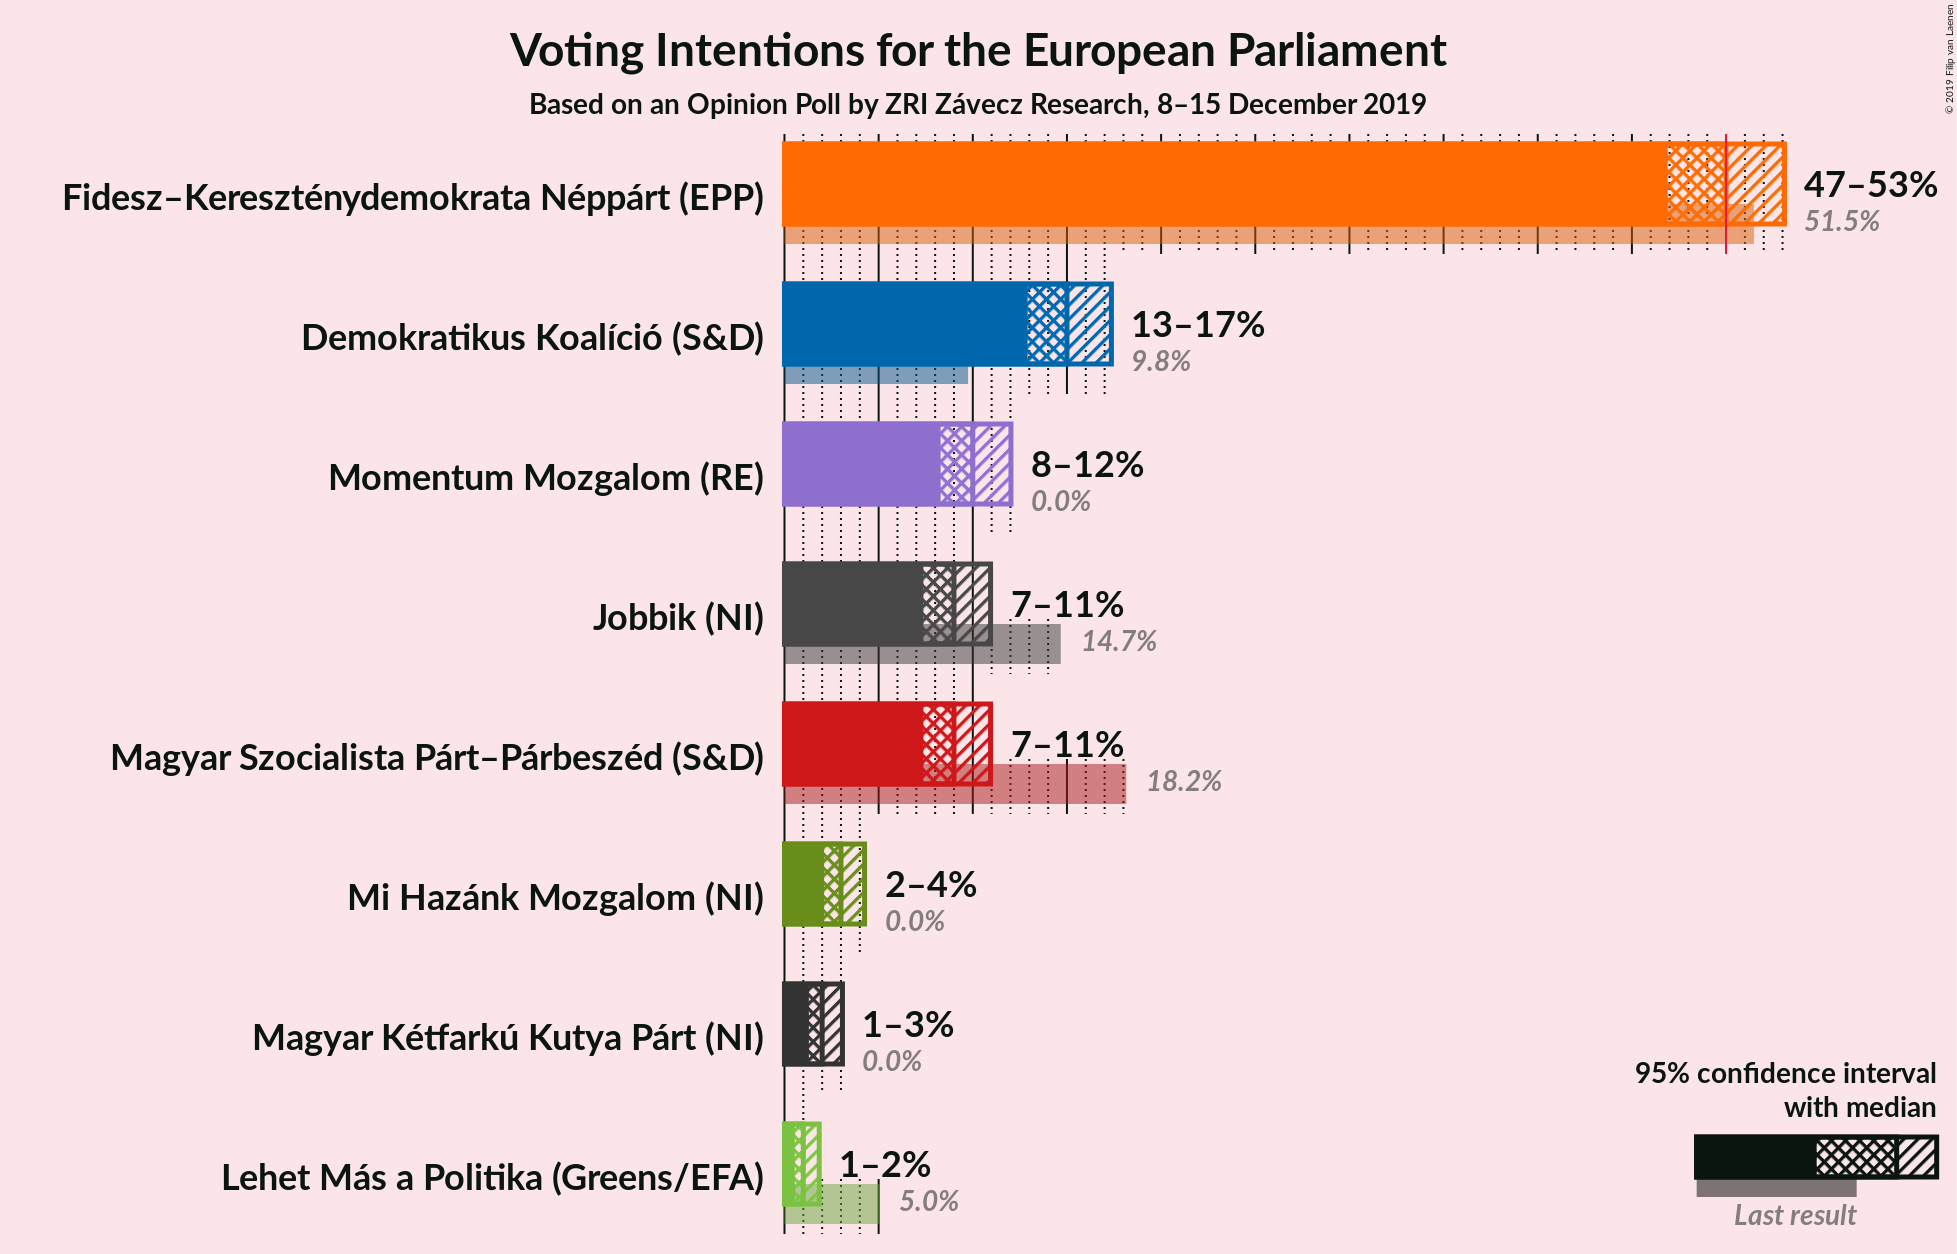 Voting Intentions for the European Parliament
Based on an Opinion Poll by ZRI Závecz Research, 8–15 December 2019
© 2019 Filip van Laenen
Fidesz–Kereszténydemokrata Néppárt (EPP)
47–53%
51.5%
Demokratikus Koalíció (S&D)
13–17%
9.8%
Momentum Mozgalom (RE)
8–12%
0.0%
Jobbik (NI)
7–11%
14.7%
Magyar Szocialista Párt–Párbeszéd (S&D)
7–11%
18.2%
Mi Hazánk Mozgalom (NI)
2–4%
0.0%
Magyar Kétfarkú Kutya Párt (NI)
1–3%
0.0%
Lehet Más a Politika (Greens/EFA)
1–2%
5.0%
95% confidence interval
with median
Last result